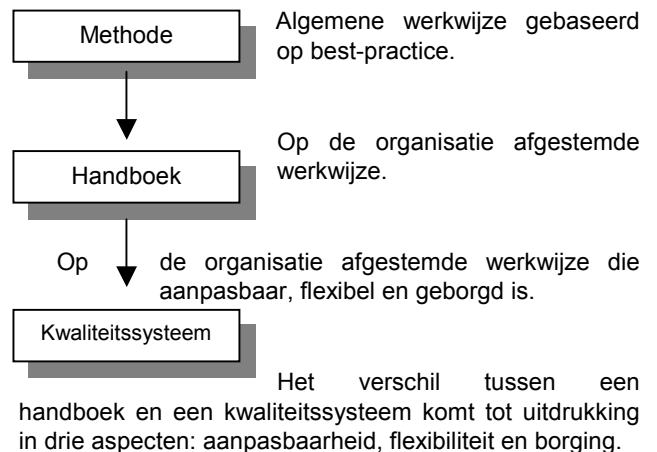 Methode
Algemene werkwijze gebaseerd
op best-practice.
Handboek
Op de organisatie afgestemde
werkwijze.
Op de organisatie afgestemde werkwijze die
aanpasbaar, flexibel en geborgd is.
Kwaliteitssysteem
Het verschil tussen een
handboek en een kwaliteitssysteem komt tot uitdrukking
in drie aspecten: aanpasbaarheid, flexibiliteit en borging.